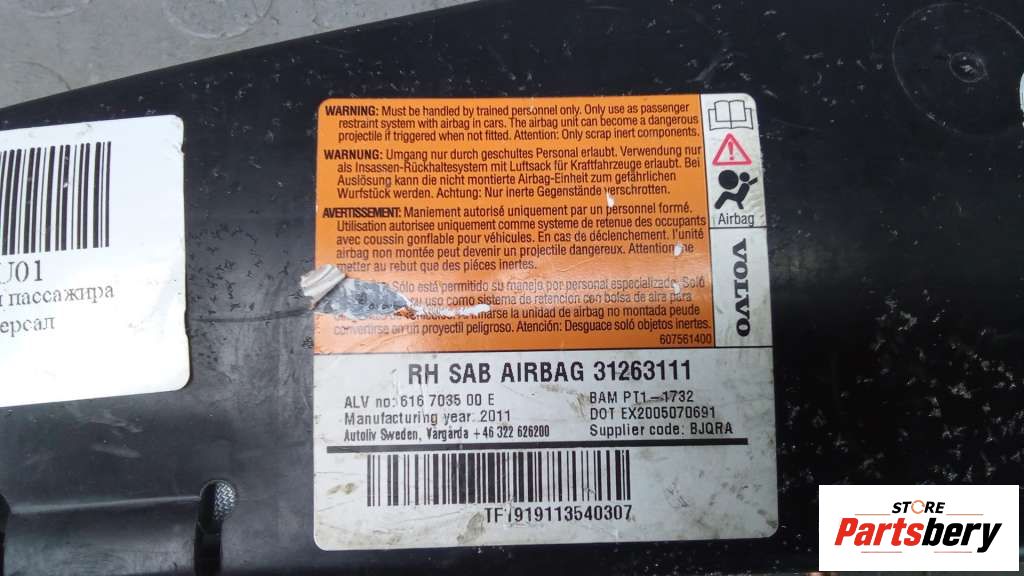 WARNING: Must be handled by trained personnel only. Only use as passenger
restraint system with airbag in cars. The airbag unit can become a dangerous
projectile if triggered when not fitted. Attention: Only scrap inert components.
WARNUNG: Umgang nur durch geschultes Personal erlaubt. Verwendung nur
als Insassen-Rückhaltesystem mit Luftsack für Kraftfahrzeuge erlaubt. Bei
Auslösung kann die nicht montierte Airbag-Einheit zum gefährlichen
Wurfstück werden. Achtung: Nur inerte Gegenstände verschrotten.
AVERTISSEMENT: Maniement autorisé uniquement par un personnel formé.
Utilisation autorisee uniquement comme systeme de retenue des occupants
avec coussin gonflable pour véhicules. En cas de déclenchement, l'unité
airbag non montée peut devenir un projectile dangereux. Attention: ne
mettre au rebut que des piéces inertes.
Sólo está permitido su manejo por personal especializado. Soló
su uso como sistema de retención con bolsa de aire para
Al activarla la unidad de airbag no montada peude
convertirse en un proyectil peligroso. Atención: Desguace soló objetos inertes.
607561400
Airbag
VOLVO
RH SAB AIRBAG 31263111
ALV no: 616 7035 00 E
BAM PT1-1732
Manufacturing year: 2011
DOT EX2005070691
Autoliv Sweden, Vårgårda +46 322 626200
Supplier code: BJQRA
TF1919113540307
U01
пассажира
ерсал
STORE
Partsbery